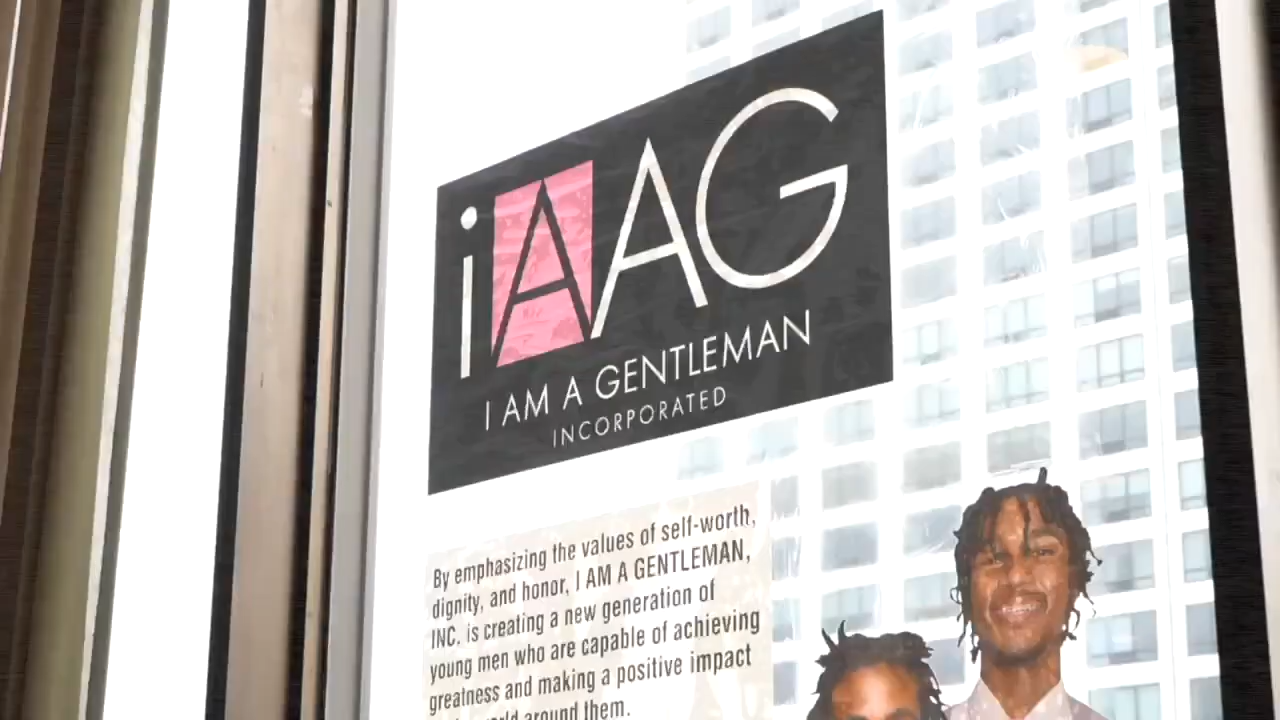 iAAG
I AM A GENTLEMAN
INCORPORATED
By emphasizing the values of self-worth,
dignity, and honor, I AM A GENTLEMAN,
INC. is creating a new generation of
young men who are capable of achieving
greatness and making a positive impact
around them.